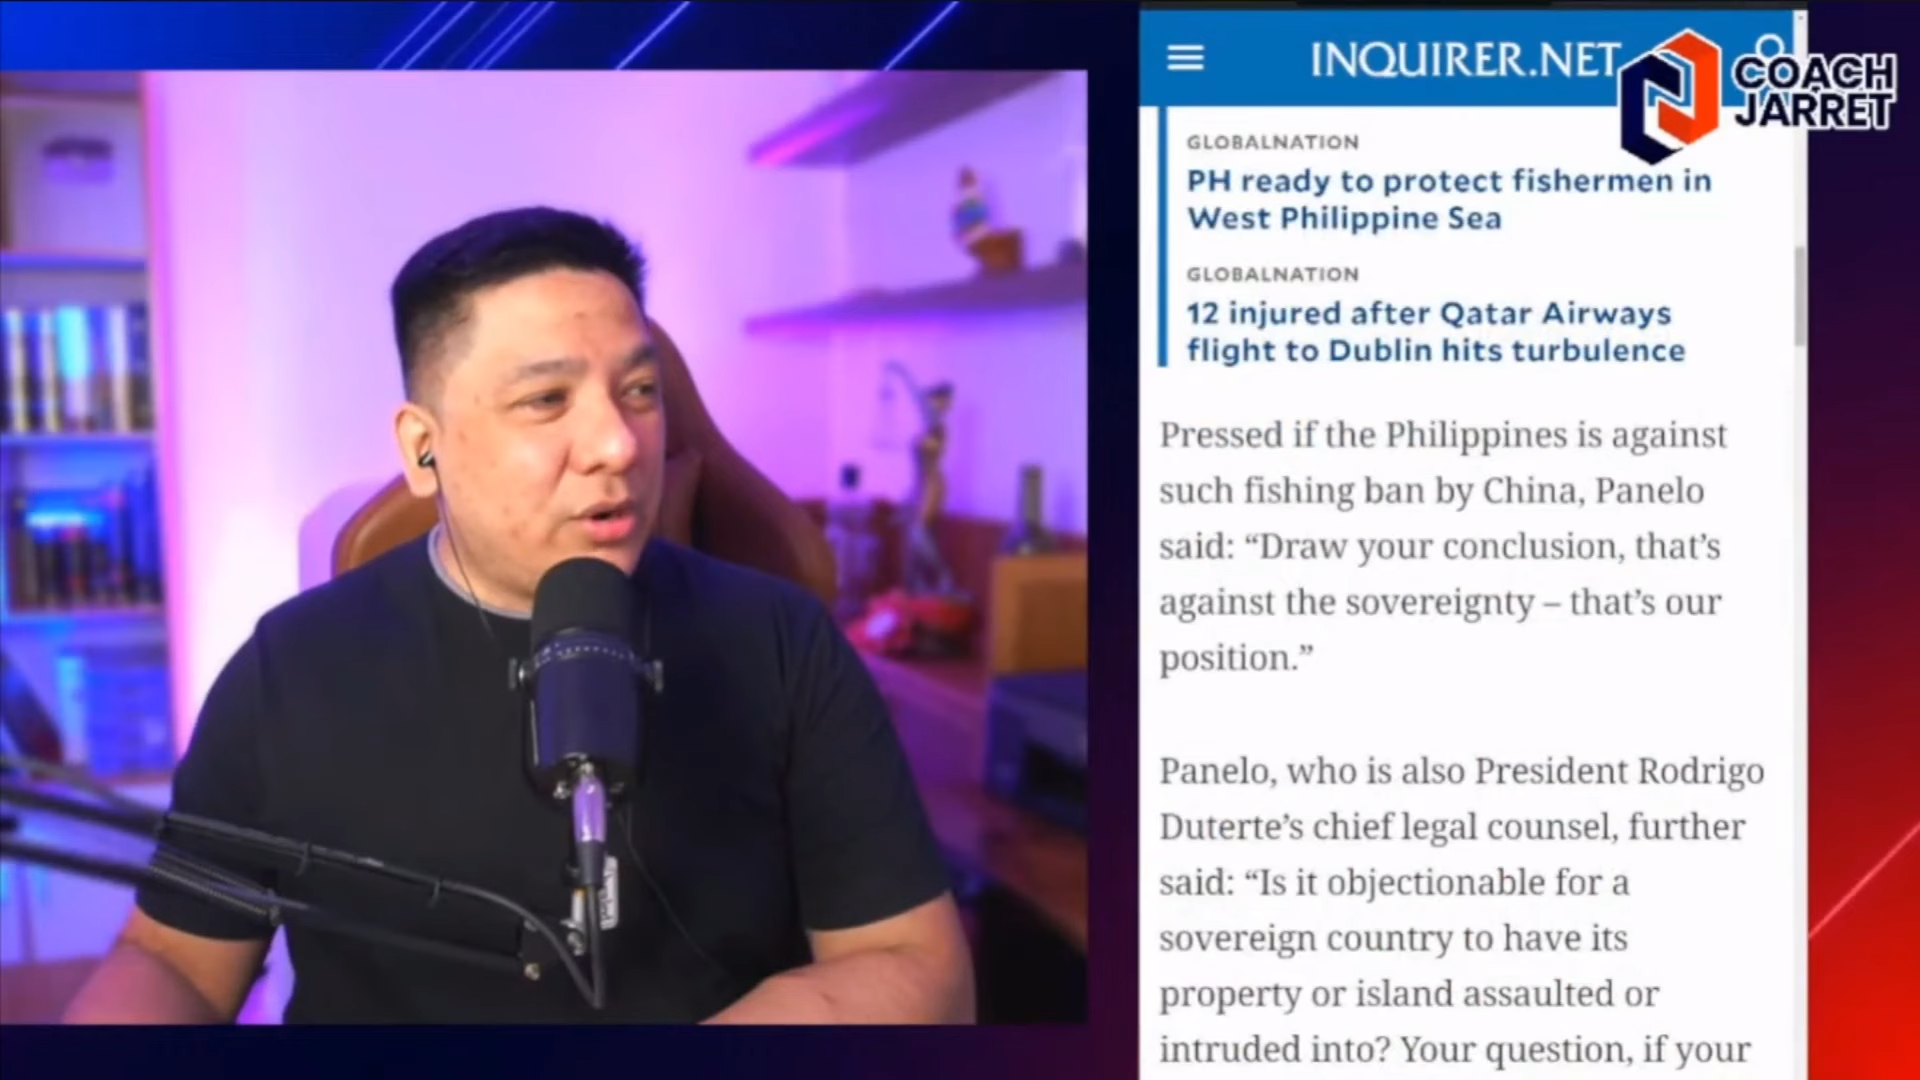 INQUIRER.NET
COACH
JARRET
GLOBALNATION
PH ready to protect fishermen in
West Philippine Sea
GLOBALNATION
12 injured after Qatar Airways
flight to Dublin hits turbulence
Pressed if the Philippines is against
such fishing ban by China, Panelo
said: “Draw your conclusion, that’s
against the sovereignty – that’s our
position.”
Panelo, who is also President Rodrigo
Duterte’s chief legal counsel, further
said: “Is it objectionable for a
sovereign country to have its
property or island assaulted or
intruded into? Your question, if your